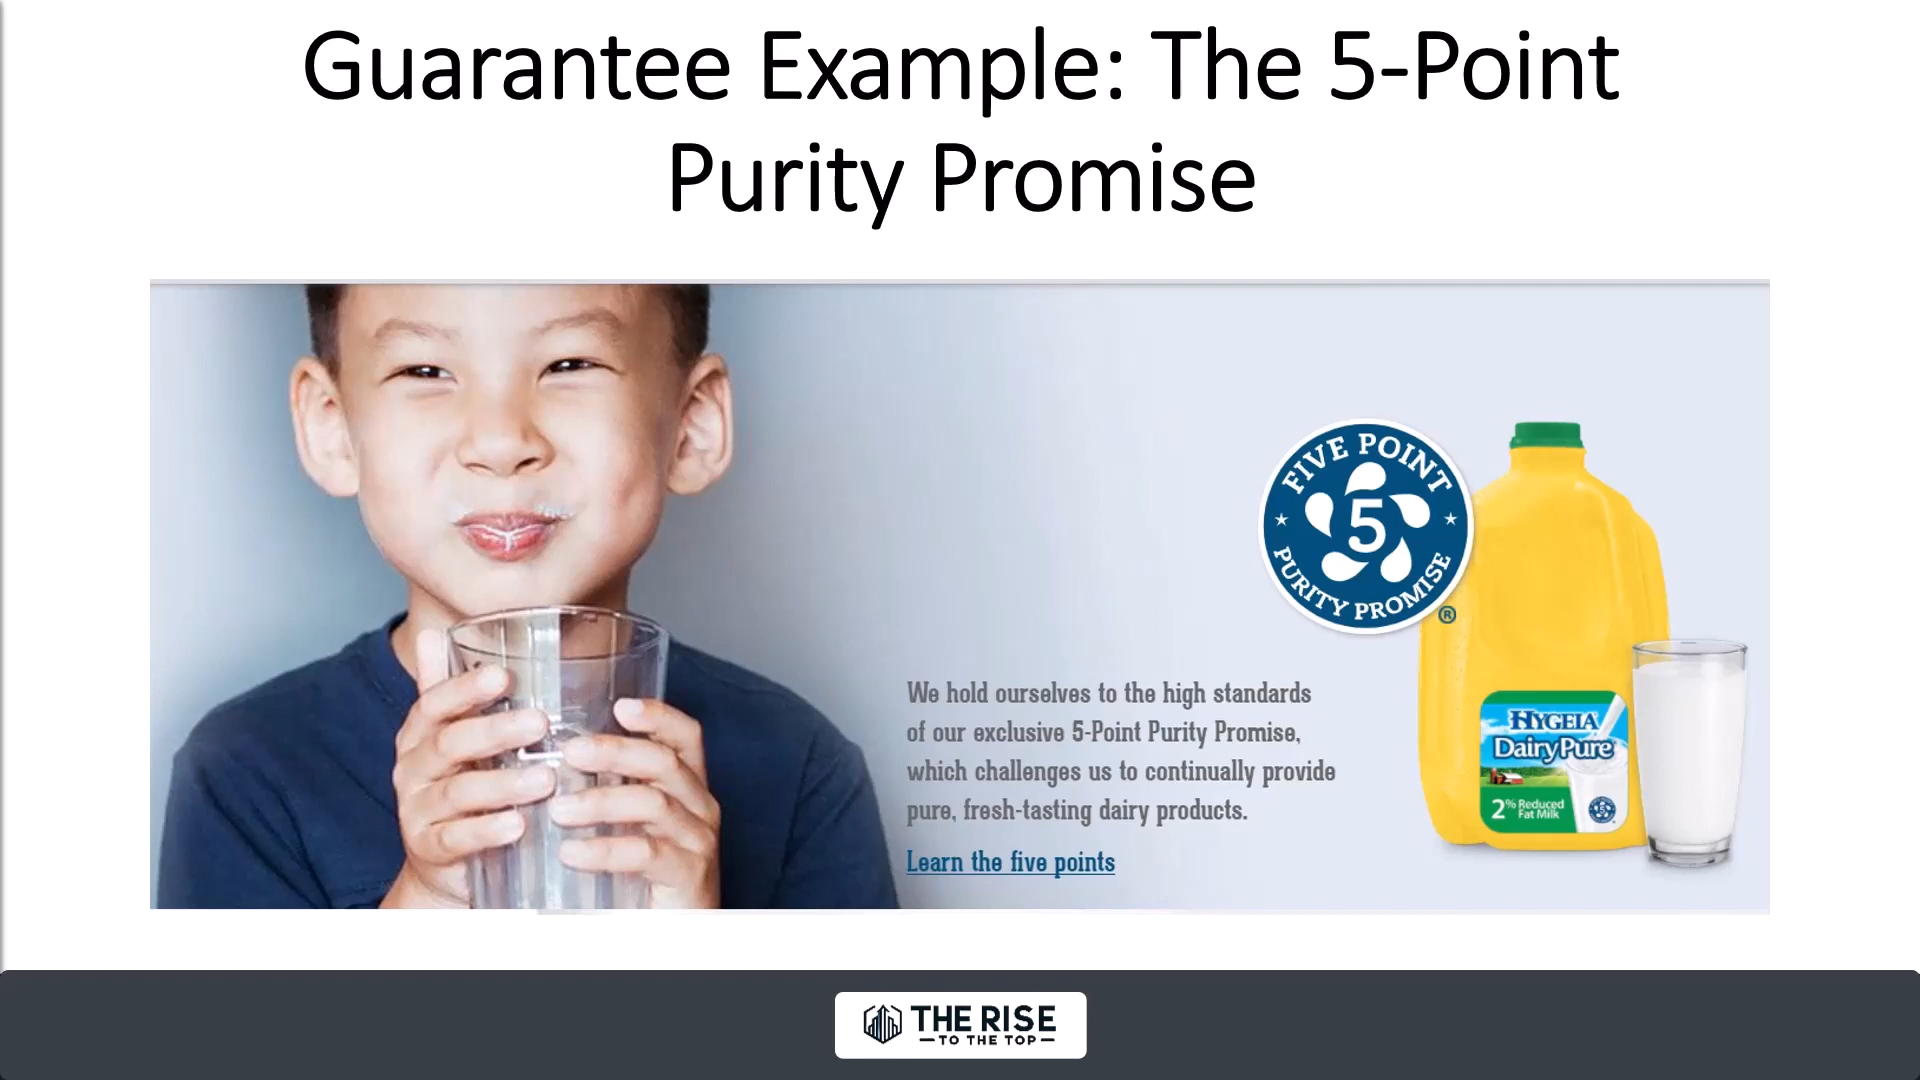 Guarantee Example: The 5-Point
Purity Promise
FIVE POINT
5
PURITY PROMISE
®
We hold ourselves to the high standards
of our exclusive 5-Point Purity Promise,
which challenges us to continually provide
pure, fresh-tasting dairy products.
Learn the five points
HYGEIA
DairyPure
2% Reduced
Fat Milk
THE RISE
TO THE TOP